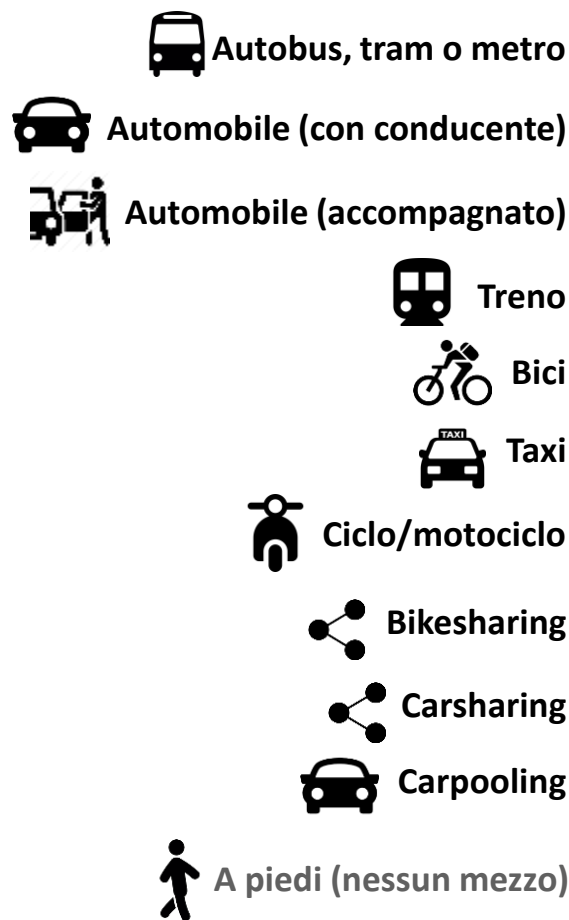 Autobus, tram o metro
Automobile (con conducente)
Automobile (accompagnato)
Treno
Bici
TAXI
Taxi
Ciclo/motociclo
Bikesharing
Carsharing
Carpooling
A piedi (nessun mezzo)